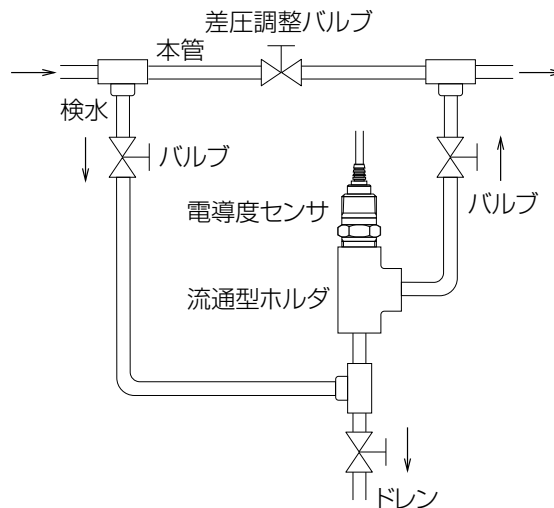 差圧調整バルブ
本管
検水
バルブ
バルブ
電導度センサ
流通型ホルダ
ドレン